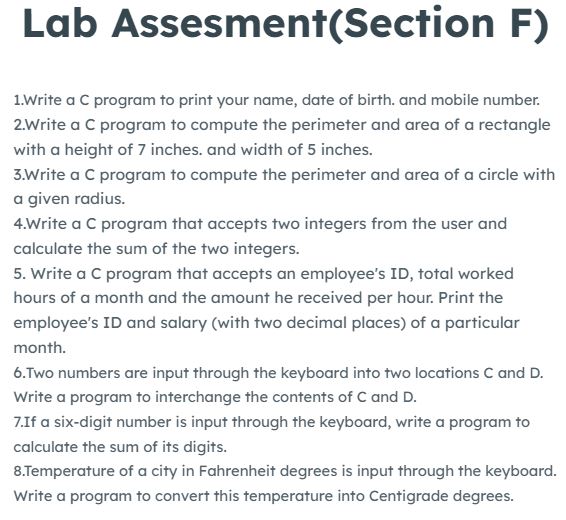 Lab Assesment(Section F)
1.Write a C program to print your name, date of birth. and mobile number.
2.Write a C program to compute the perimeter and area of a rectangle
with a height of 7 inches. and width of 5 inches.
3.Write a C program to compute the perimeter and area of a circle with
a given radius.
4.Write a C program that accepts two integers from the user and
calculate the sum of the two integers.
5. Write a C program that accepts an employee's ID, total worked
hours of a month and the amount he received per hour. Print the
employee's ID and salary (with two decimal places) of a particular
month.
6.Two numbers are input through the keyboard into two locations C and D.
Write a program to interchange the contents of C and D.
7.If a six-digit number is input through the keyboard, write a program to
calculate the sum of its digits.
8.Temperature of a city in Fahrenheit degrees is input through the keyboard.
Write a program to convert this temperature into Centigrade degrees.